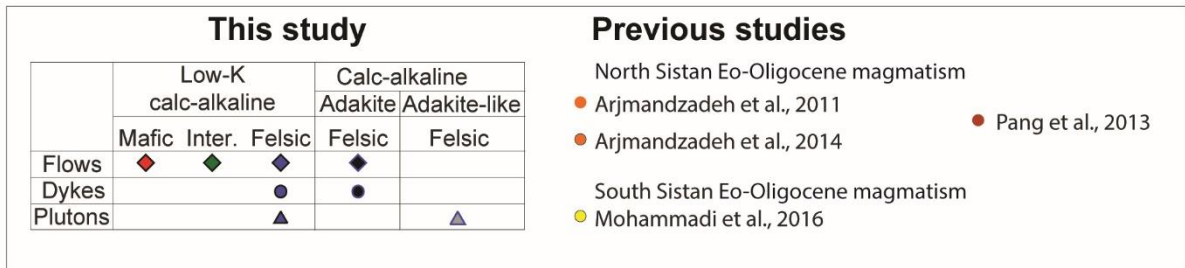 This study
Low-K Calc-alkaline
calc-alkaline Adakite Adakite-like
Mafic Inter. Felsic Felsic Felsic
Flows
Dykes
Plutons
Previous studies
North Sistan Eo-Oligocene magmatism
Arjmandzadeh et al., 2011
Arjmandzadeh et al., 2014
Pang et al., 2013
South Sistan Eo-Oligocene magmatism
Mohammadi et al., 2016